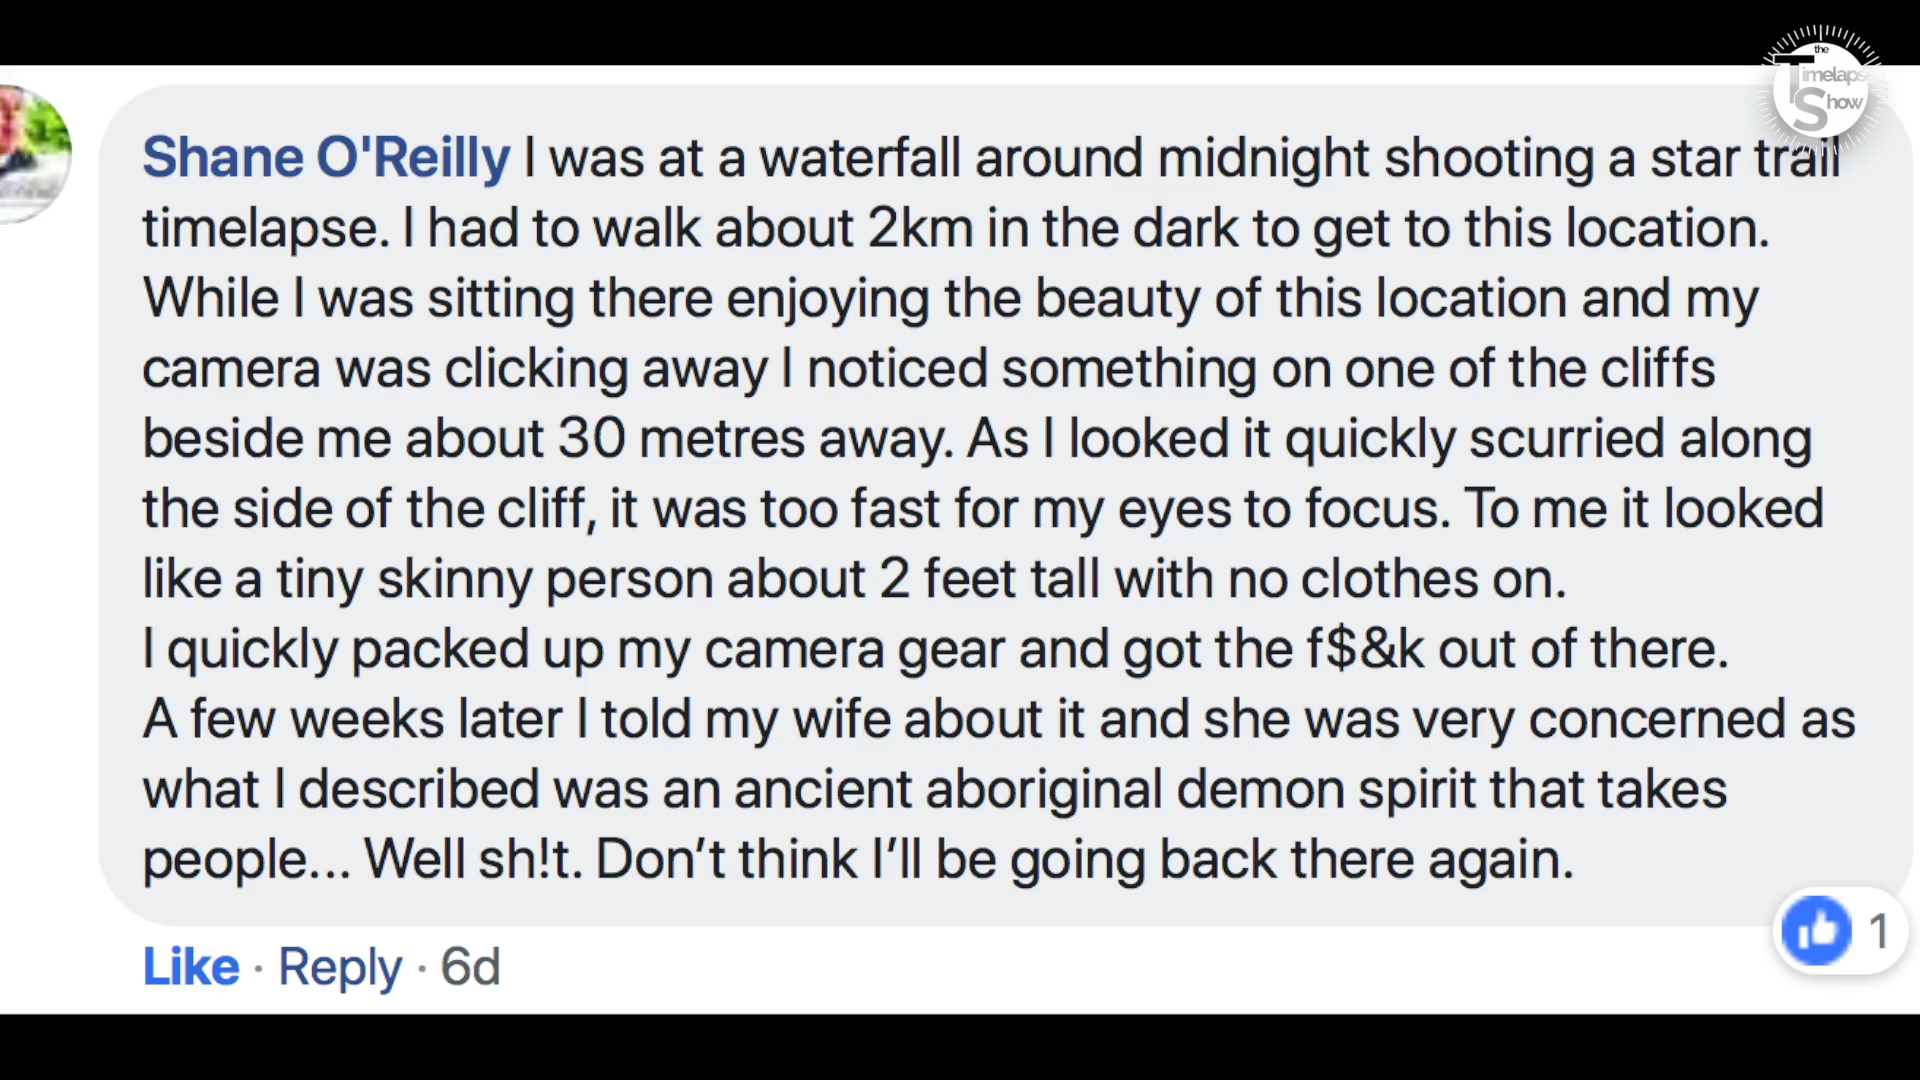 the
Timelapse
Show
Shane O'Reilly I was at a waterfall around midnight shooting a star trail
timelapse. I had to walk about 2km in the dark to get to this location.
While I was sitting there enjoying the beauty of this location and my
camera was clicking away I noticed something on one of the cliffs
beside me about 30 metres away. As I looked it quickly scurried along
the side of the cliff, it was too fast for my eyes to focus. To me it looked
like a tiny skinny person about 2 feet tall with no clothes on.
I quickly packed up my camera gear and got the f$&k out of there.
A few weeks later I told my wife about it and she was very concerned as
what I described was an ancient aboriginal demon spirit that takes
people... Well sh!t. Don’t think I’ll be going back there again.
Like · Reply · 6d
1